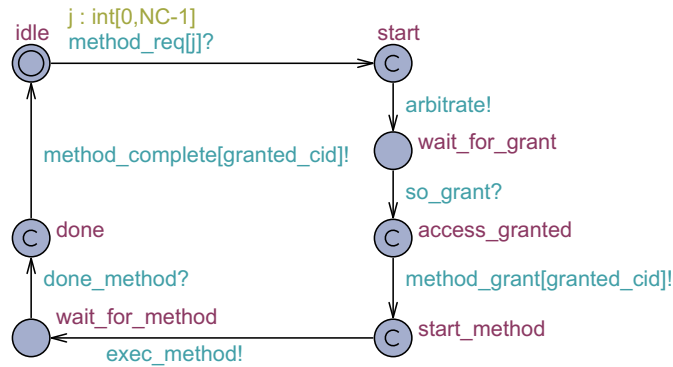 j : int[0,NC-1]
idle
method_req[j]?
start
C
arbitrate!
wait_for_grant
method_complete[granted_cid]!
so_grant?
C
done
C
access_granted
done_method?
method_grant[granted_cid]!
wait_for_method
C
start_method
exec_method!